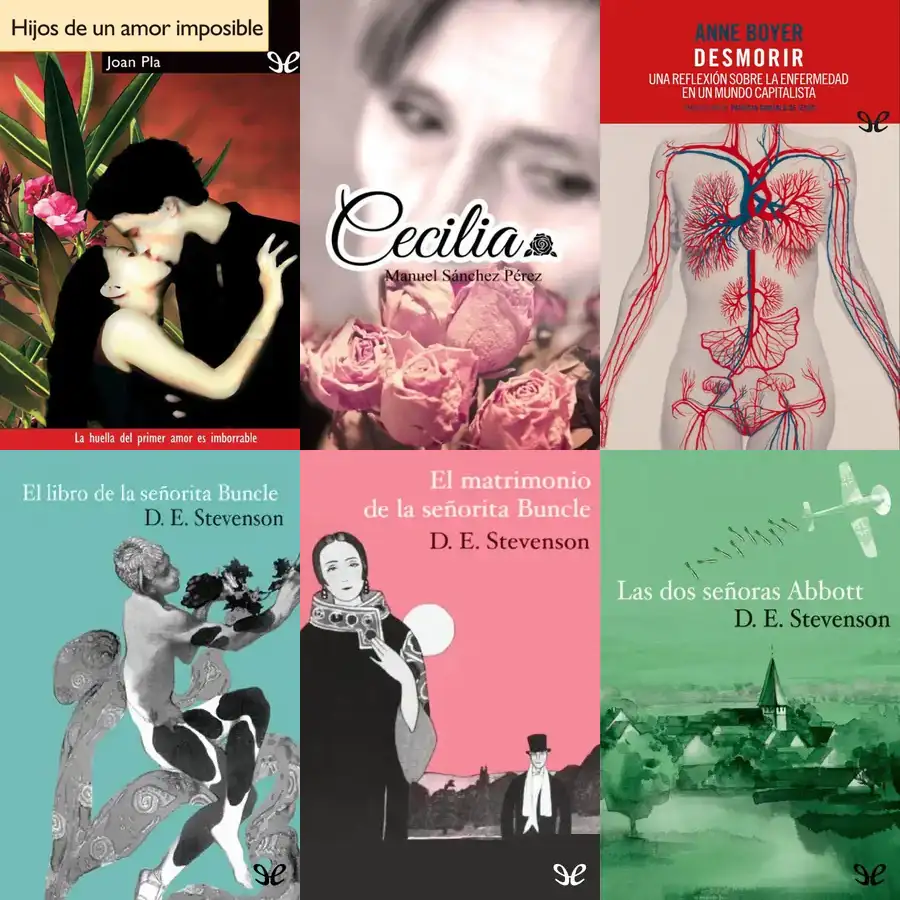 Hijos de un amor imposible
Joan Pla
La huella del primer amor es imborrable
Cecilia
Manuel Sánchez Pérez
ANNE BOYER
DESMORIR
UNA REFLEXIÓN SOBRE LA ENFERMEDAD
EN UN MUNDO CAPITALISTA
El libro de la señorita Buncle
D. E. Stevenson
El matrimonio
de la señorita Buncle
D. E. Stevenson
Las dos señoras Abbott
D. E. Stevenson